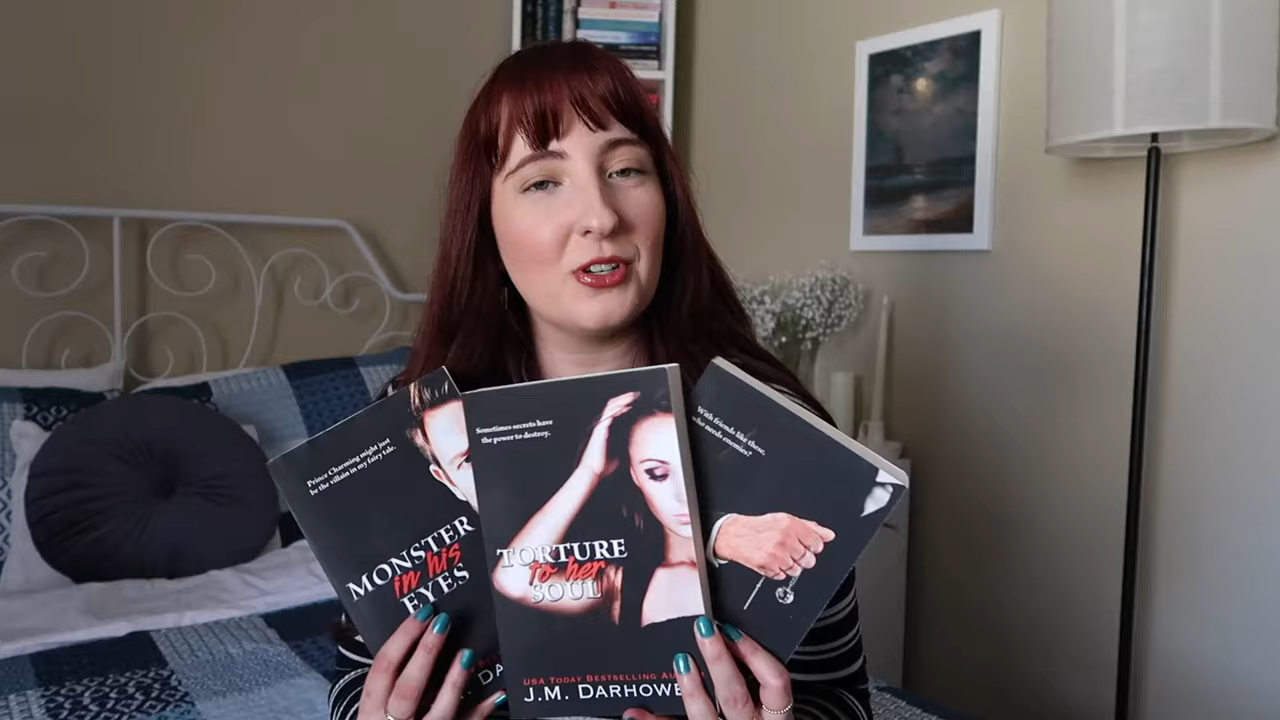 Prince Charming might just
be the villain in my fairy tale.
MONSTER
in his
EYES
DA
Sometimes secrets have
the power to destroy.
TORTURE
to her
SOUL
USA TODAY BESTSELLING AU
J.M. DARHOWE
With friends like these,
who needs enemies?